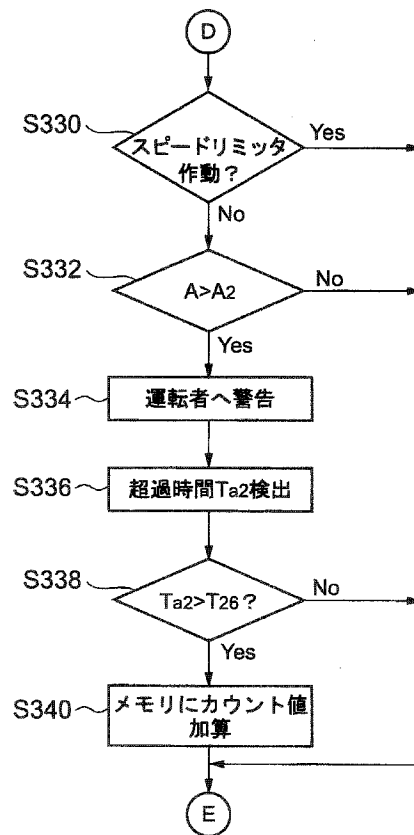 D
S330
スピードリミッタ
作動?
Yes
No
S332
A>A2
No
Yes
S334
運転者へ警告
S336
超過時間Ta2検出
S338
Ta2>T26?
No
Yes
S340
メモリにカウント値
加算
E